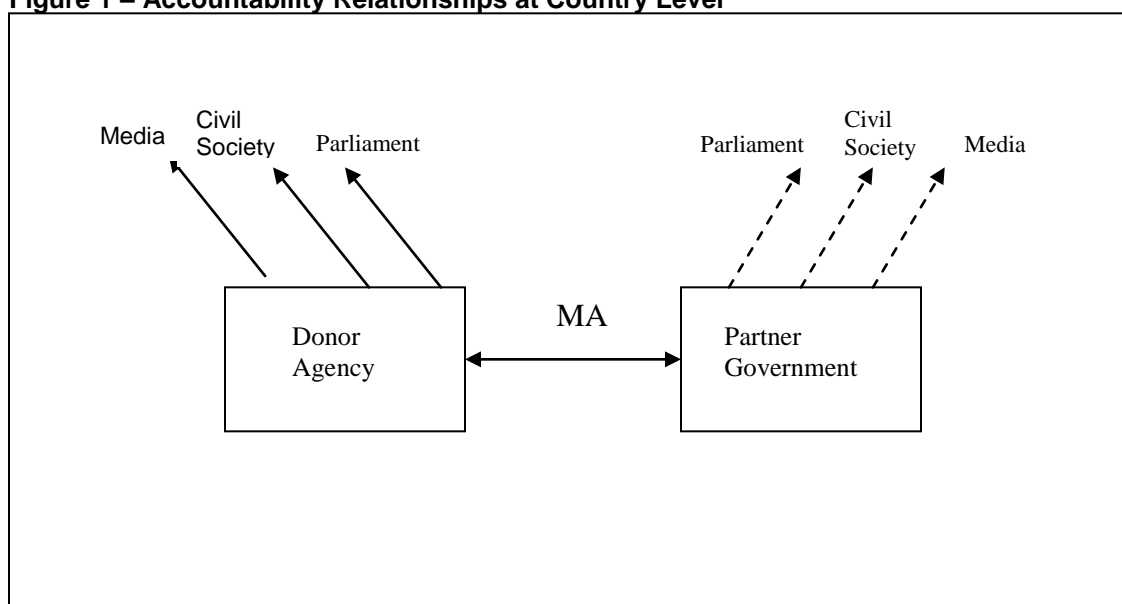 Figure 1 – Accountability Relationships at Country Level
Media
Civil
Society
Parliament
Parliament
Civil
Society
Media
MA
Donor
Agency
Partner
Government